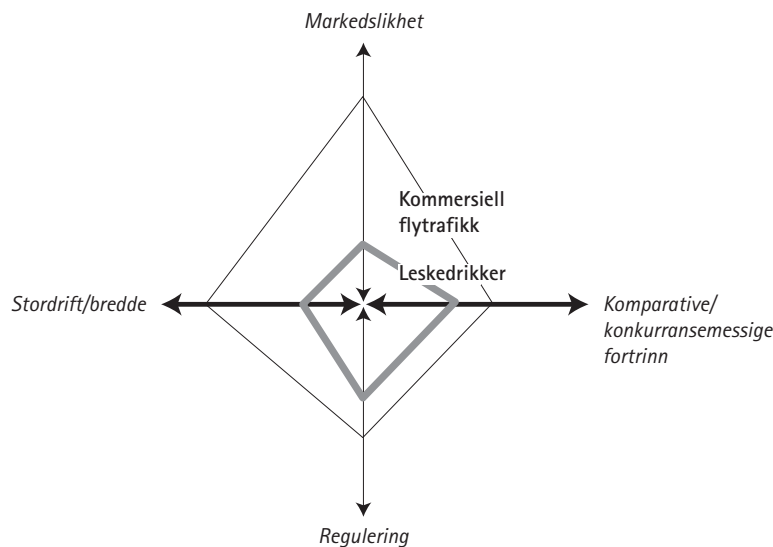 Markedslikhet
Kommersiell
flytrafikk
Leskedrikker
Stordrift/bredde
Komparative/
konkurransemessige
fortrinn
Regulering